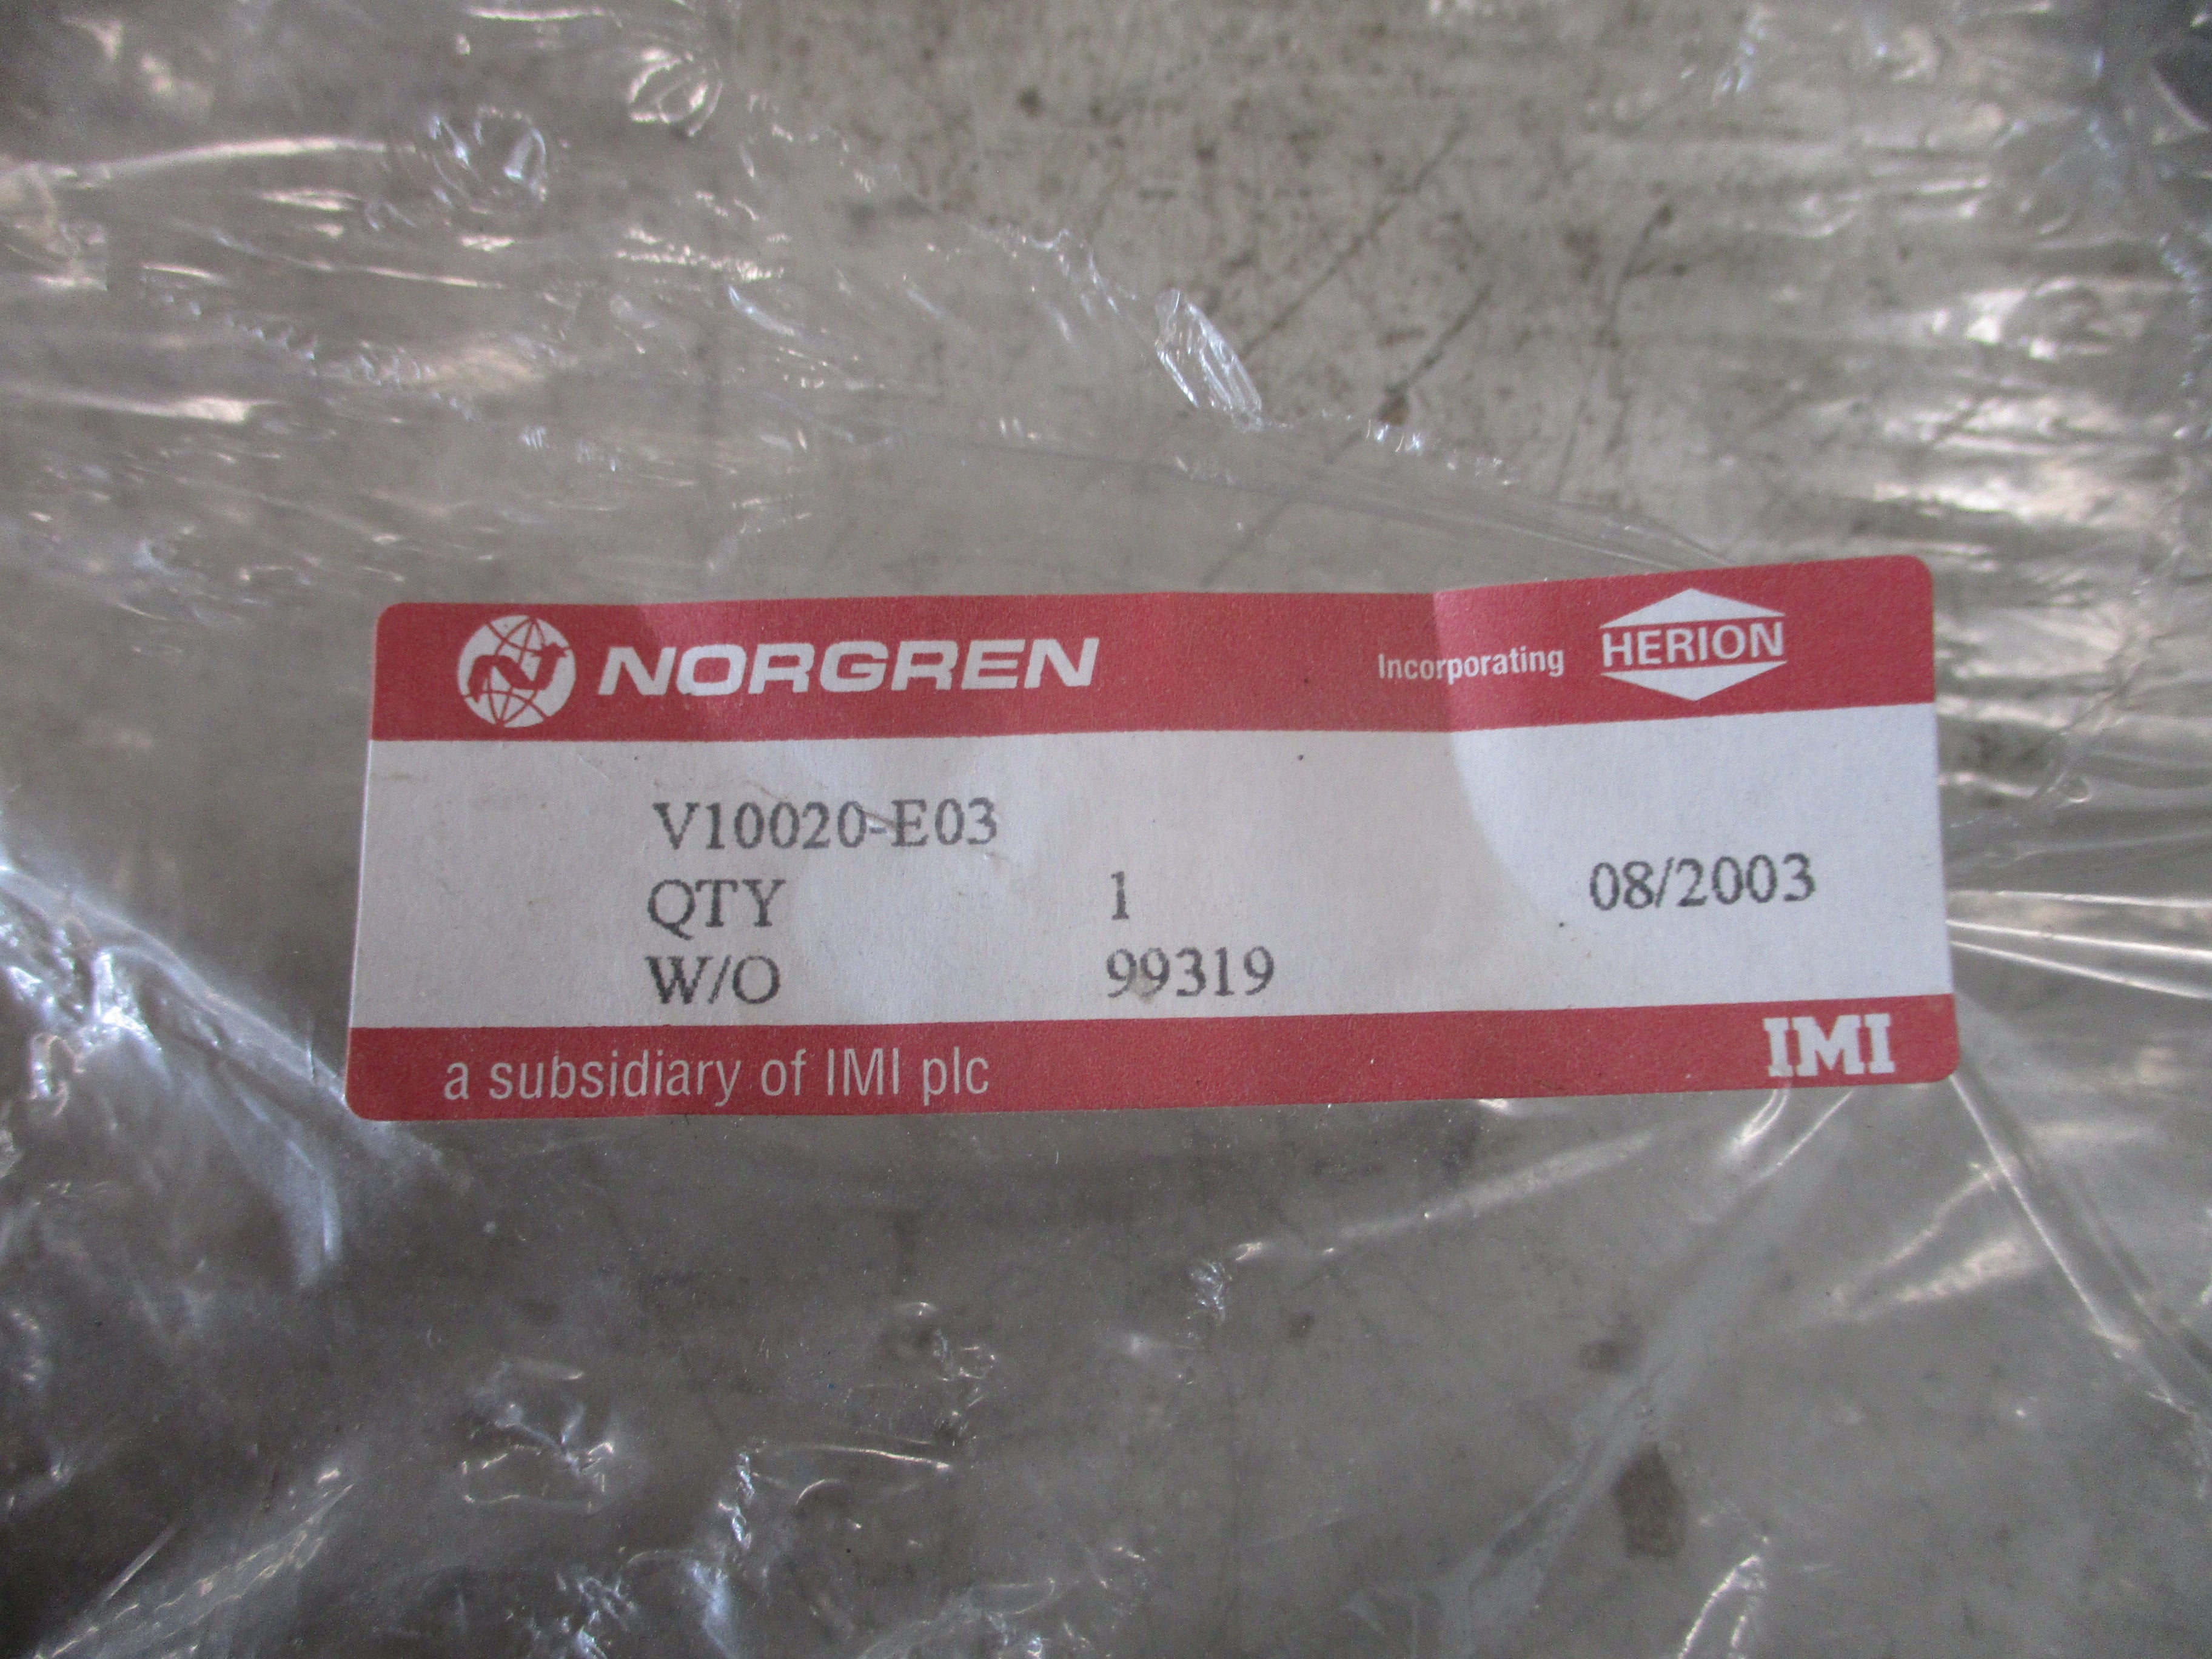 NORGREN Incorporating HERION
V10020-E03
QTY 1 08/2003
W/O 99319
a subsidiary of IMI plc IMI